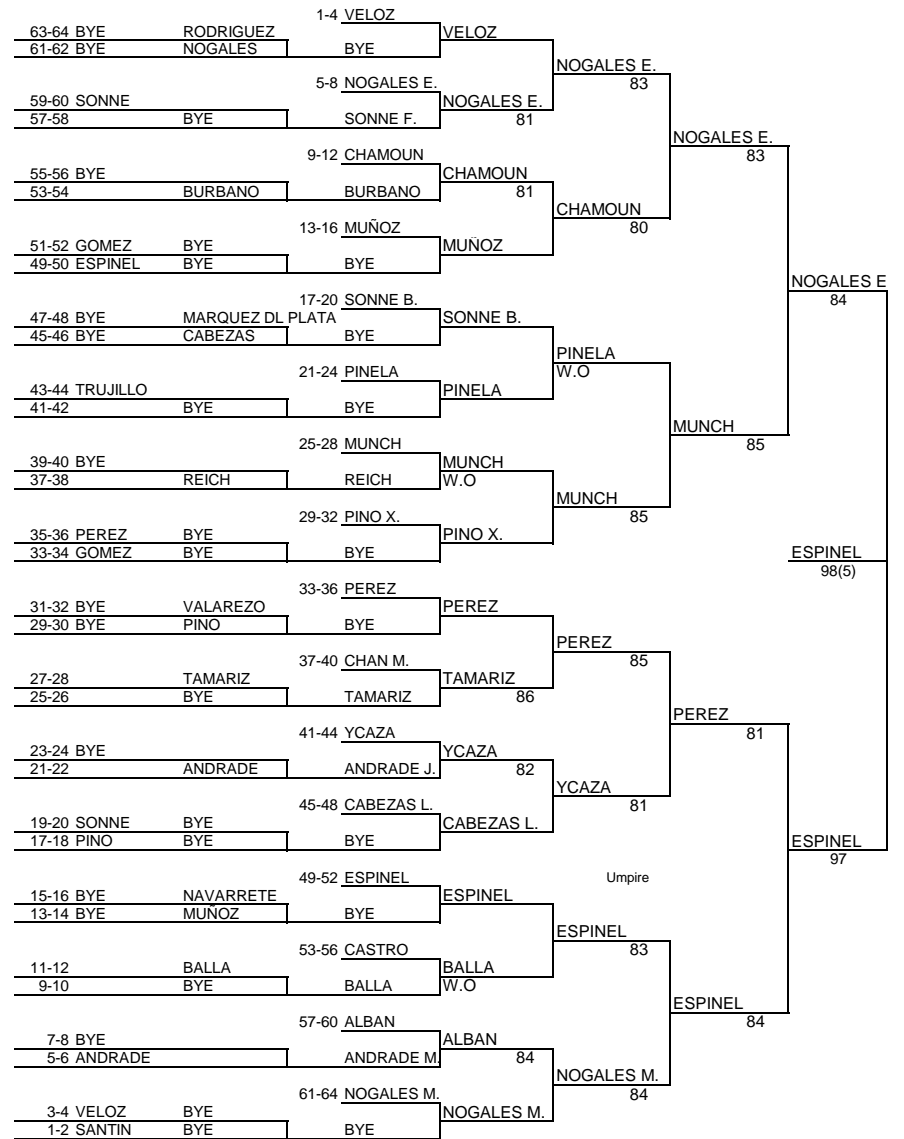 1-4 VELOZ
63-64 BYE RODRIGUEZ VELOZ
61-62 BYE NOGALES BYE
NOGALES E.
5-8 NOGALES E. 83
59-60 SONNE NOGALES E.
57-58 BYE SONNE F. 81
NOGALES E.
9-12 CHAMOUN 83
55-56 BYE CHAMOUN
53-54 BURBANO BURBANO 81
CHAMOUN
13-16 MUÑOZ 80
51-52 GOMEZ BYE MUÑOZ
49-50 ESPINEL BYE BYE
NOGALES E
17-20 SONNE B. 84
47-48 BYE MARQUEZ DL PLATA SONNE B.
45-46 BYE CABEZAS BYE
PINELA
21-24 PINELA W.O
43-44 TRUJILLO PINELA
41-42 BYE BYE
MUNCH
25-28 MUNCH 85
39-40 BYE MUNCH
37-38 REICH REICH W.O
MUNCH
29-32 PINO X. 85
35-36 PEREZ BYE PINO X.
33-34 GOMEZ BYE BYE ESPINEL
98(5)
33-36 PEREZ
31-32 BYE VALAREZO PEREZ
29-30 BYE PINO BYE
PEREZ
37-40 CHAN M. 85
27-28 TAMARIZ TAMARIZ
25-26 BYE TAMARIZ 86
PEREZ
41-44 YCAZA 81
23-24 BYE YCAZA
21-22 ANDRADE ANDRADE J. 82
YCAZA
45-48 CABEZAS L. 81
19-20 SONNE BYE CABEZAS L.
17-18 PINO BYE BYE ESPINEL
97
49-52 ESPINEL Umpire
15-16 BYE NAVARRETE ESPINEL
13-14 BYE MUÑOZ BYE
ESPINEL
53-56 CASTRO 83
11-12 BALLA BALLA
9-10 BYE BALLA W.O
ESPINEL
57-60 ALBAN 84
7-8 BYE ALBAN
5-6 ANDRADE ANDRADE M. 84
NOGALES M.
61-64 NOGALES M. 84
3-4 VELOZ BYE NOGALES M.
1-2 SANTIN BYE BYE